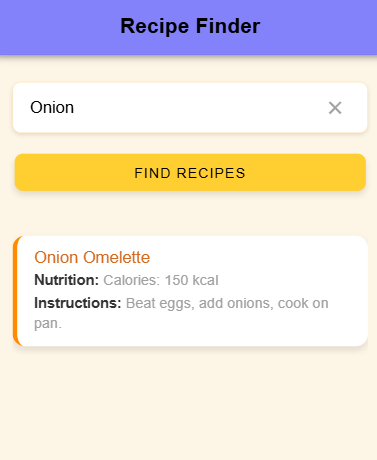 Recipe Finder
Onion
FIND RECIPES
Onion Omelette
Nutrition: Calories: 150 kcal
Instructions: Beat eggs, add onions, cook on
pan.